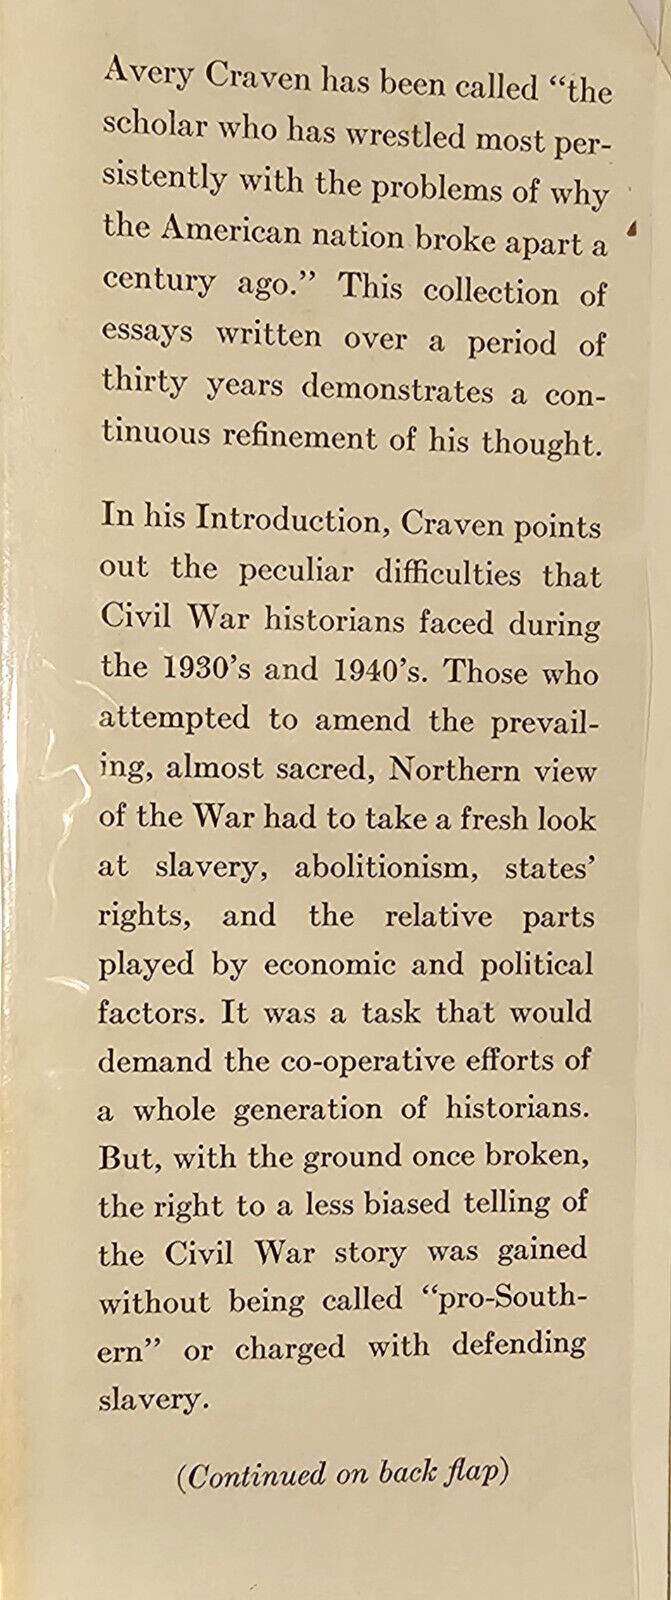 Avery Craven has been called “the
scholar who has wrestled most per-
sistently with the problems of why
the American nation broke apart a
century ago.” This collection of
essays written over a period of
thirty years demonstrates a con-
tinuous refinement of his thought.
In his Introduction, Craven points
out the peculiar difficulties that
Civil War historians faced during
the 1930’s and 1940’s. Those who
attempted to amend the prevail-
ing, almost sacred, Northern view
of the War had to take a fresh look
at slavery, abolitionism, states’
rights, and the relative parts
played by economic and political
factors. It was a task that would
demand the co-operative efforts of
a whole generation of historians.
But, with the ground once broken,
the right to a less biased telling of
the Civil War story was gained
without being called “pro-South-
ern” or charged with defending
slavery.
(Continued on back flap)